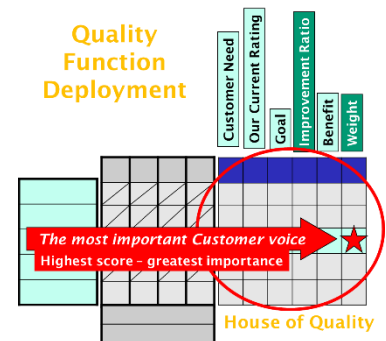 Quality
Function
Deployment
Customer Need
Our Current Rating
Goal
Improvement Ratio
Benefit
Weight
The most important Customer voice
Highest score – greatest importance
House of Quality